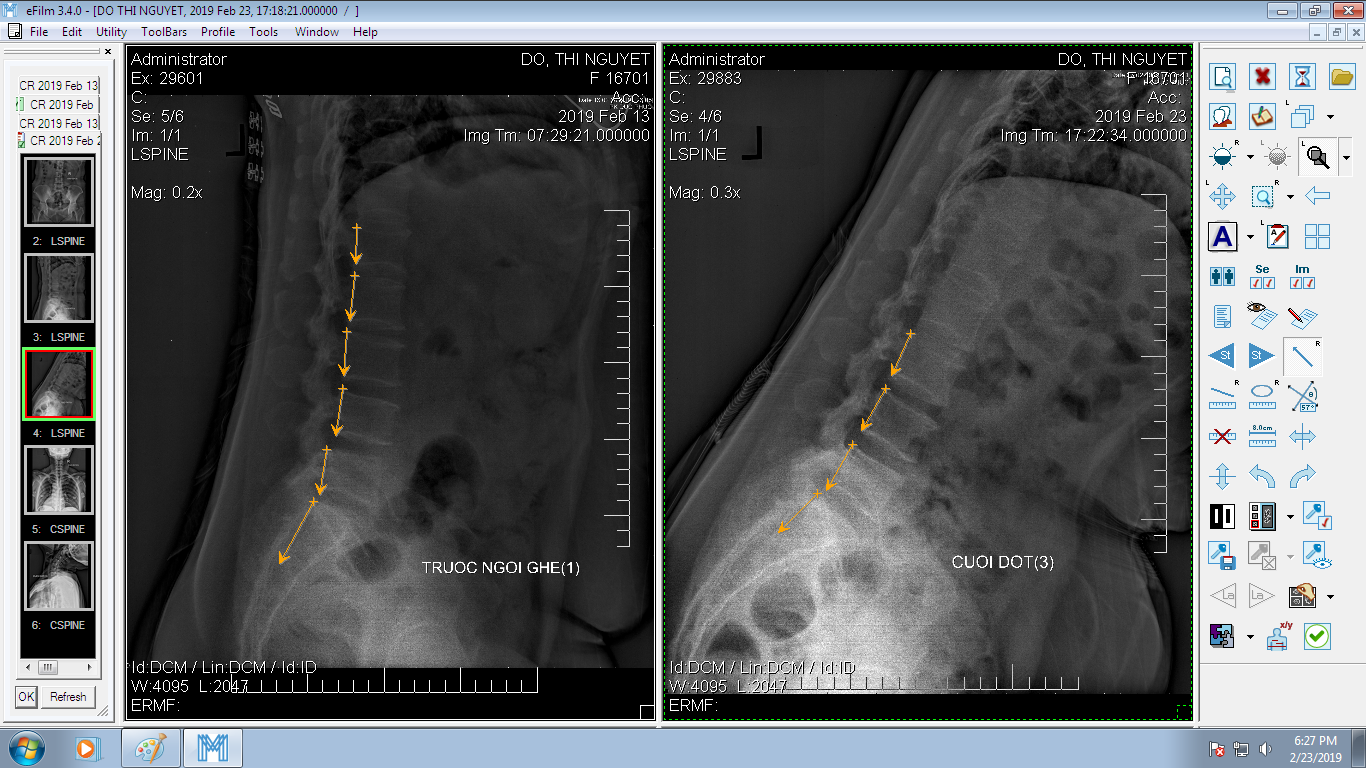 eFilm 3.4.0 - [DO THI NGUYET, 2019 Feb 23, 17:18:21.000000 / ]
File Edit Utility ToolBars Profile Tools Window Help
CR 2019 Feb 13
CR 2019 Feb
CR 2019 Feb 13
CR 2019 Feb 2
2: LSPINE
3: LSPINE
4: LSPINE
5: CSPINE
6: CSPINE
OK Refresh
Administrator
Ex: 29601
C:
Se: 5/6
Im: 1/1
LSPINE
Mag: 0.2x
DO, THI NGUYET
F 16701
Acc:
2019 Feb 13
Img Tm: 07:29:21.000000
TRUOC NGOI GHE(1)
Id:DCM / Lin:DCM / Id:ID
W:4095 L:2047
ERMF:
Administrator
Ex: 29883
C:
Se: 4/6
Im: 1/1
LSPINE
Mag: 0.3x
DO, THI NGUYET
F 16701
Acc:
2019 Feb 23
Img Tm: 17:22:34.000000
CUOI DOT(3)
Id:DCM / Lin:DCM / Id:ID
W:4095 L:2047
ERMF:
L R
L
L R
L
L
A
Se Im
R
St St
R R
57°
8.0cm
La La
x/y
6:27 PM
2/23/2019